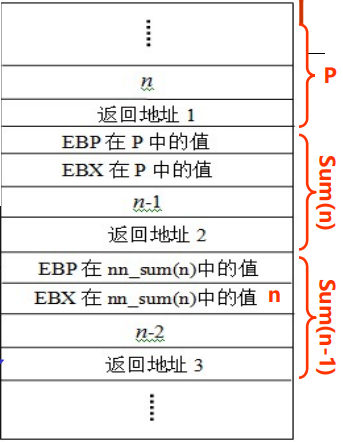 n
P
返回地址 1
EBP 在 P 中的值
EBX 在 P 中的值
Sum(n)
n-1
返回地址 2
EBP 在 nn_sum(n)中的值
EBX 在 nn_sum(n)中的值 n
Sum(n-1)
n-2
返回地址 3